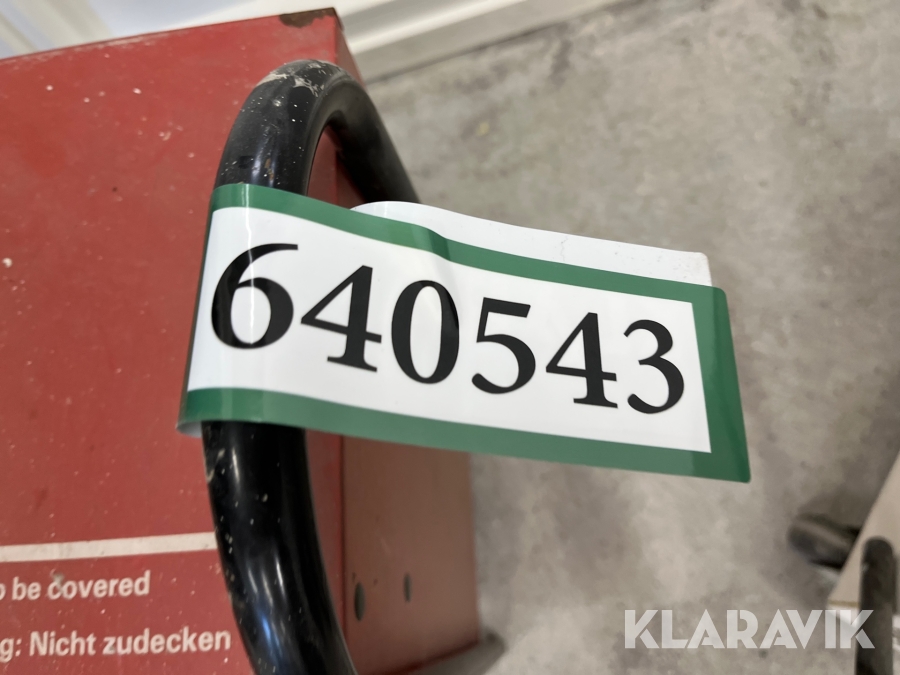 640543
be covered
Nicht zudecken
KLARAVIK